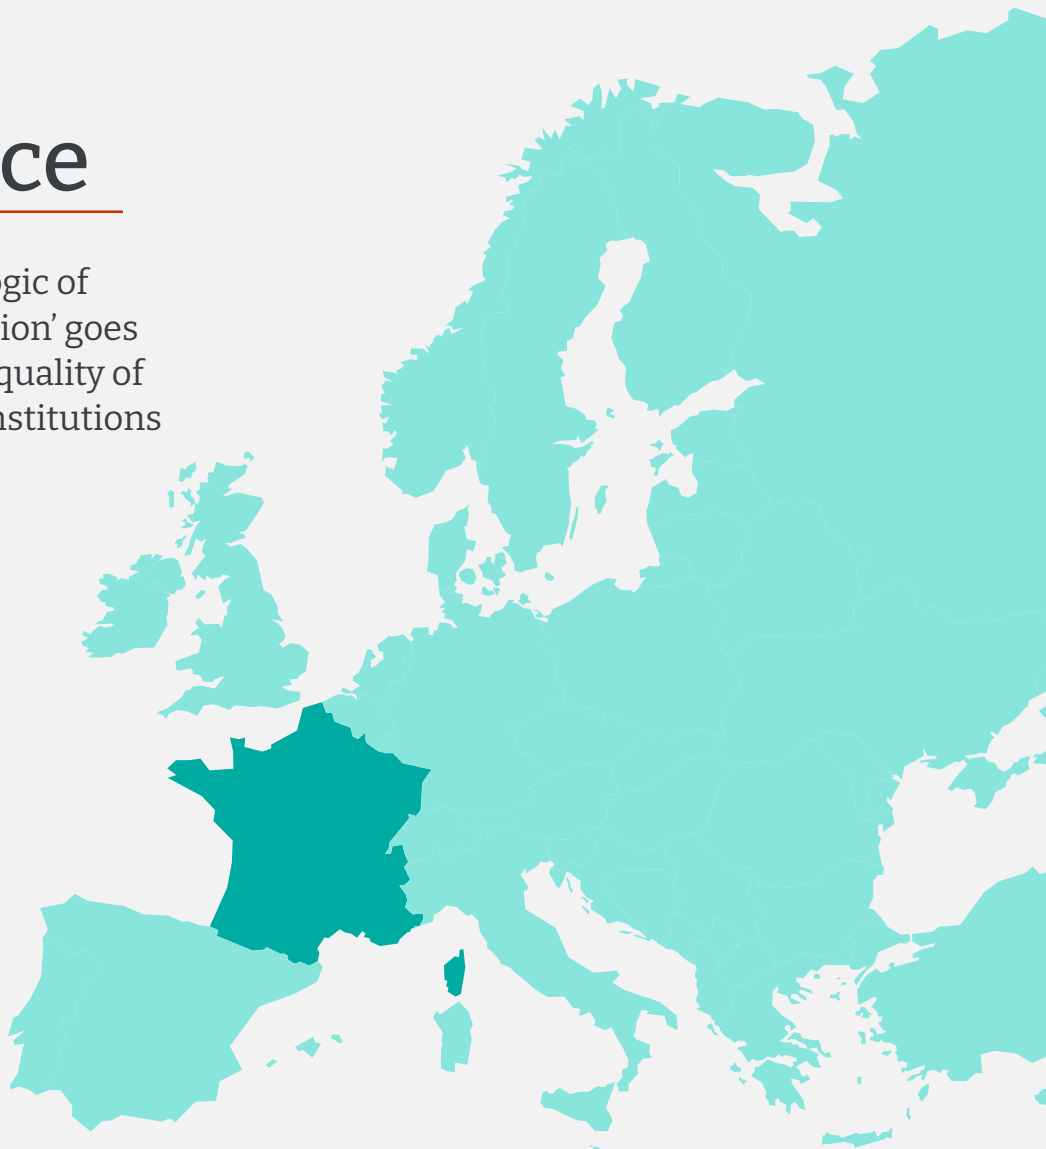 ce
gic of
ion’ goes
quality of
nstitutions